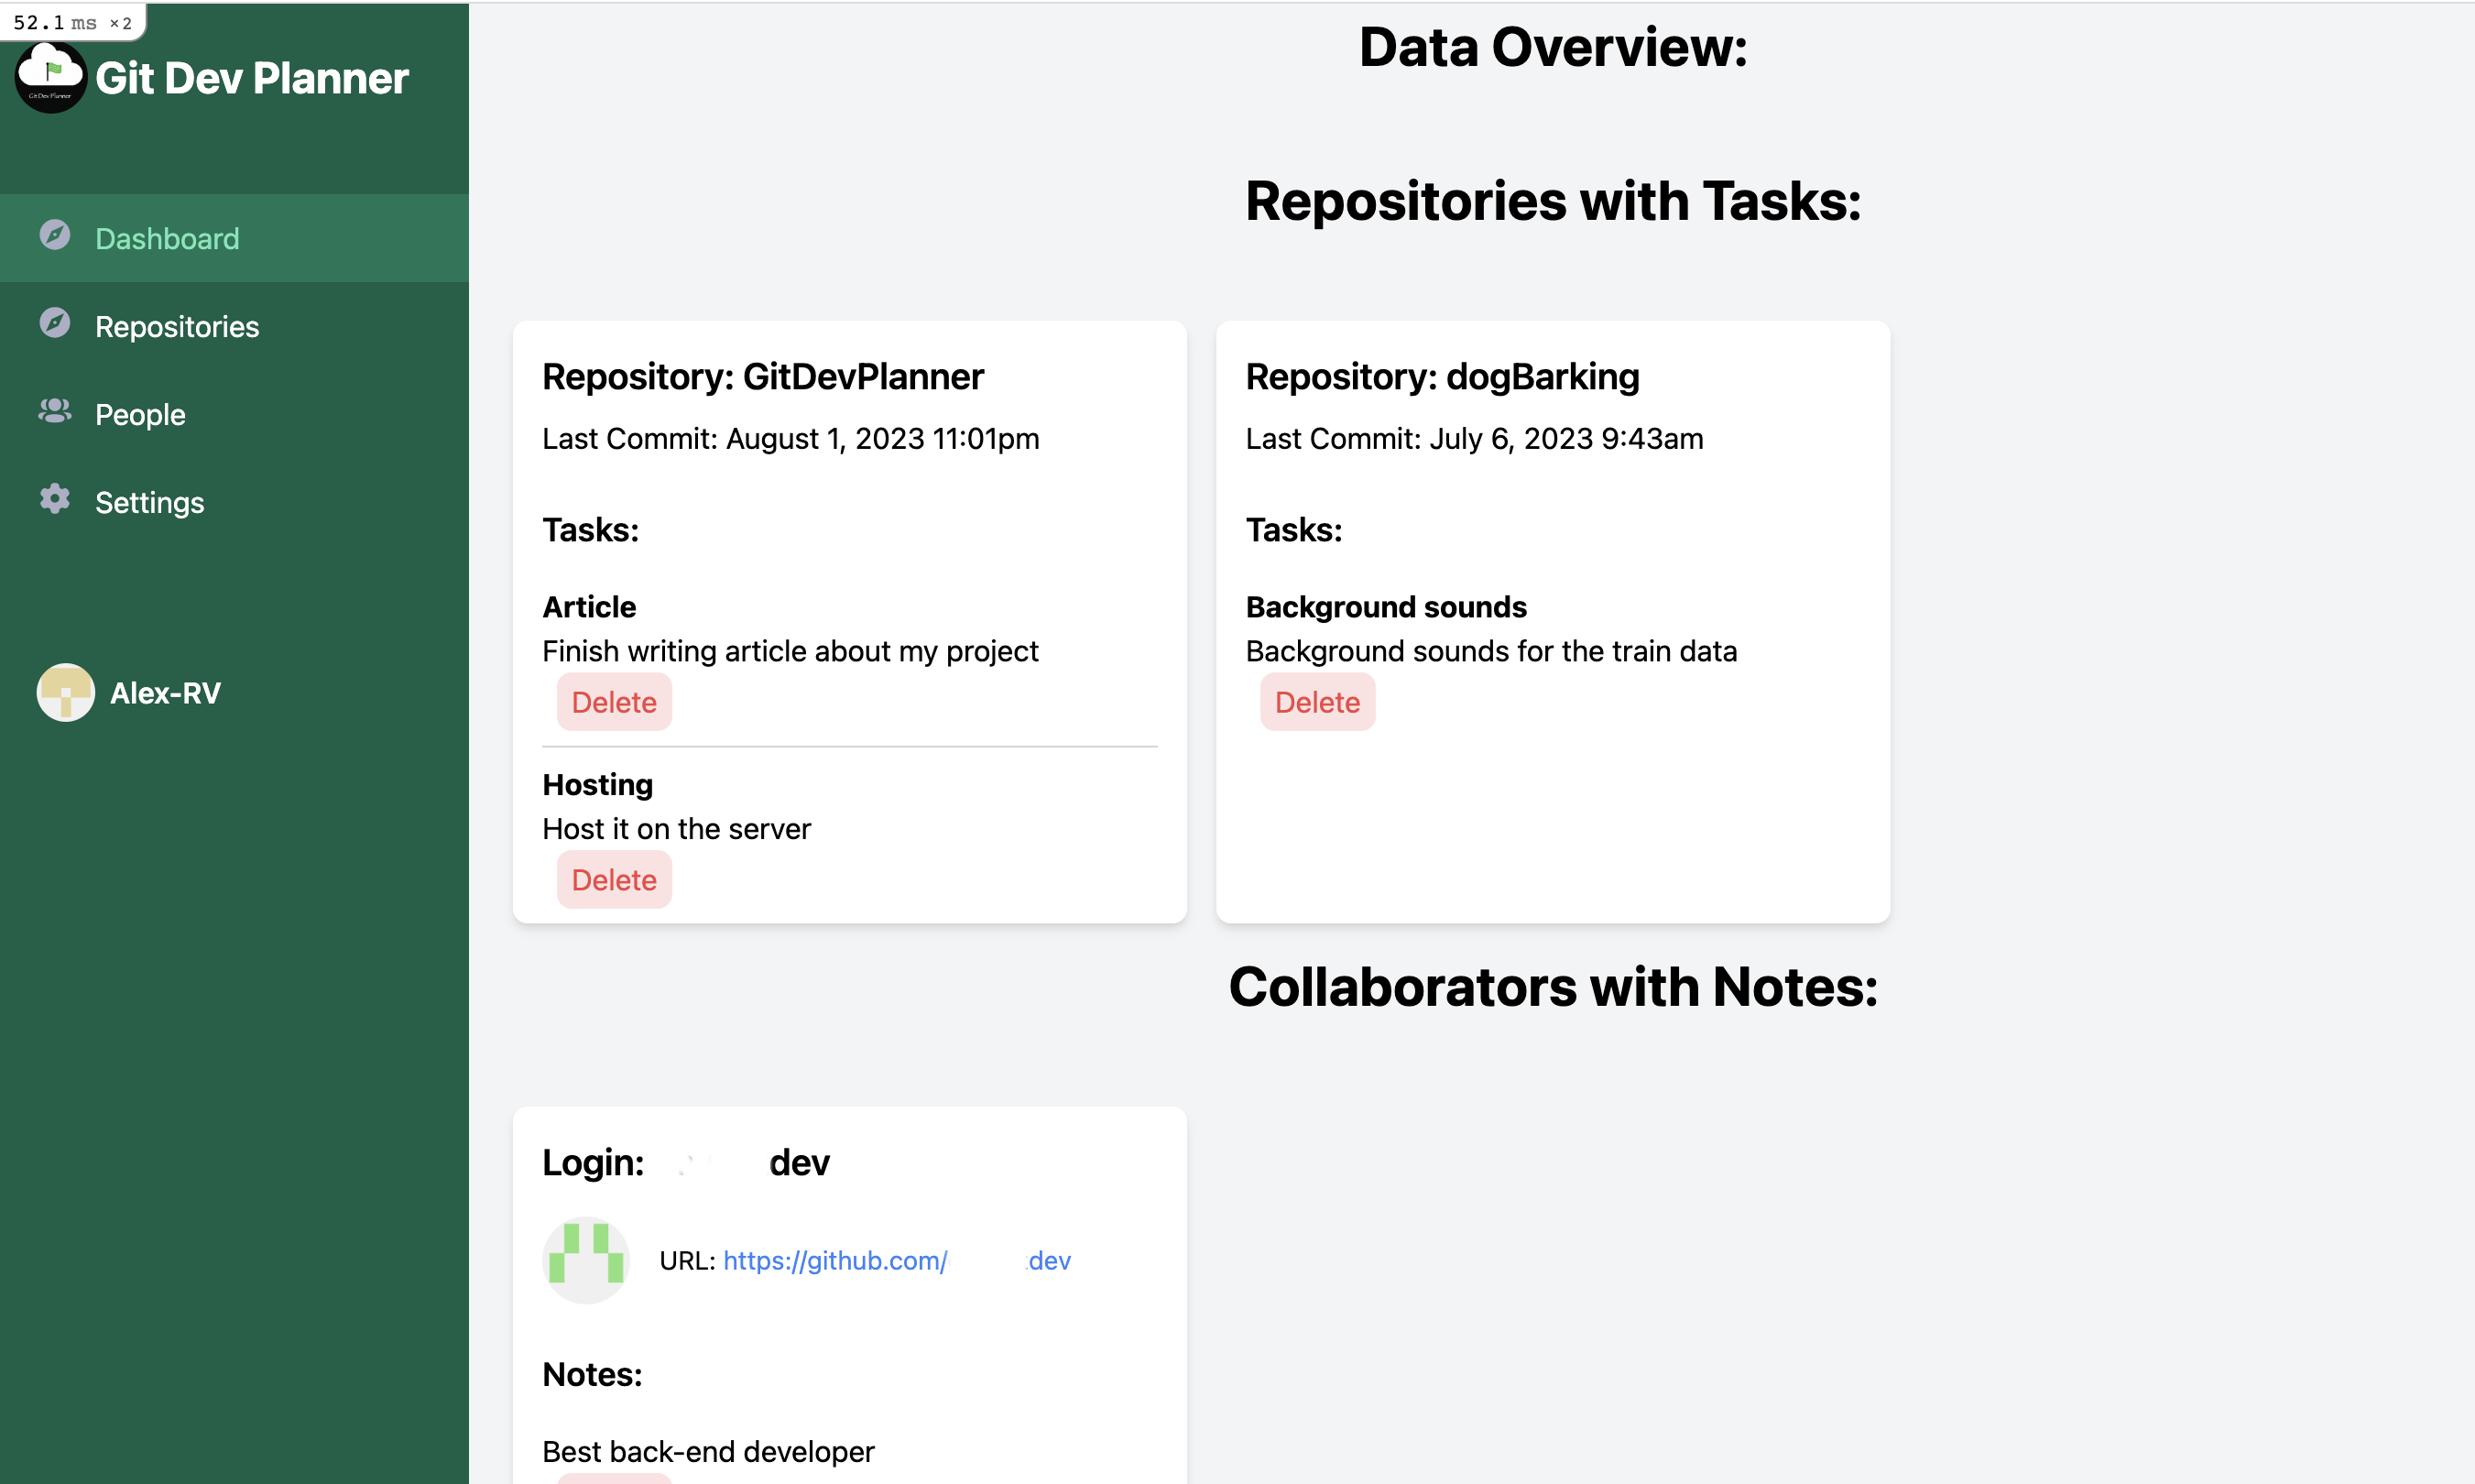 52.1 ms ×2
Git Dev Planner
Git Dev Planner
Dashboard
Repositories
People
Settings
Alex-RV
Data Overview:
Repositories with Tasks:
Repository: GitDevPlanner
Last Commit: August 1, 2023 11:01pm
Tasks:
Article
Finish writing article about my project
Delete
Hosting
Host it on the server
Delete
Repository: dogBarking
Last Commit: July 6, 2023 9:43am
Tasks:
Background sounds
Background sounds for the train data
Delete
Collaborators with Notes:
Login: dev
URL: https://github.com/ dev
Notes:
Best back-end developer